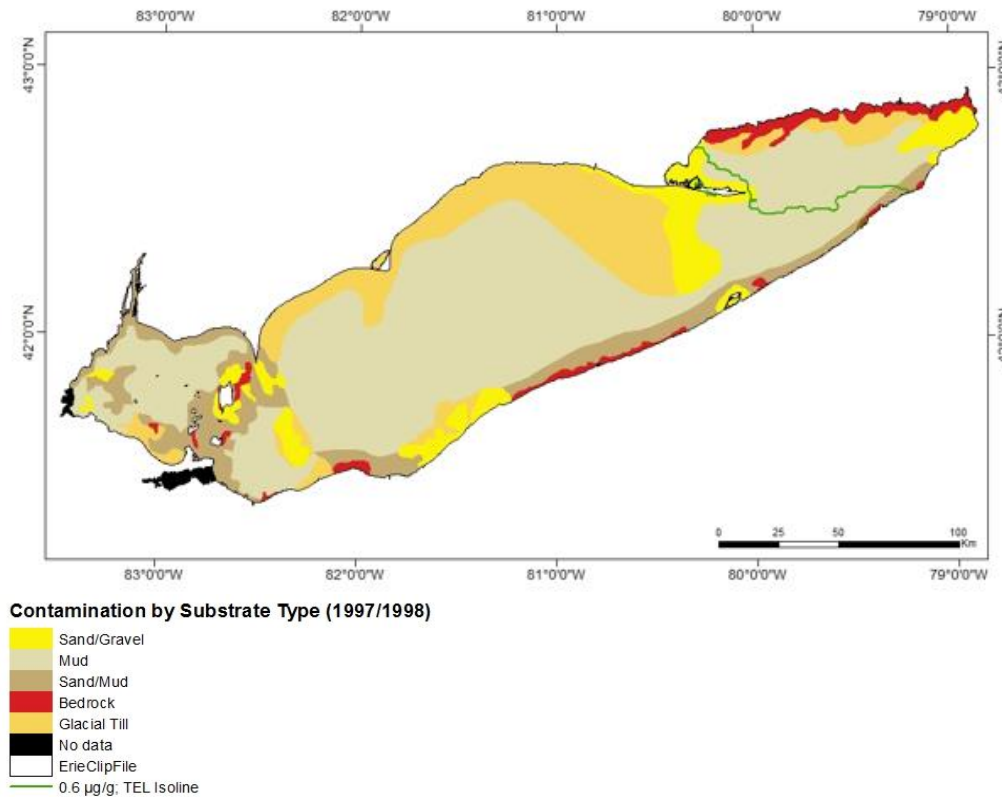 83°0'0"W 82°0'0"W 81°0'0"W 80°0'0"W 79°0'0"W
43°0'0"N
42°0'0"N
0 25 50 100
Km
83°0'0"W 82°0'0"W 81°0'0"W 80°0'0"W 79°0'0"W
Contamination by Substrate Type (1997/1998)
Sand/Gravel
Mud
Sand/Mud
Bedrock
Glacial Till
No data
ErieClipFile
0.6 µg/g; TEL Isoline